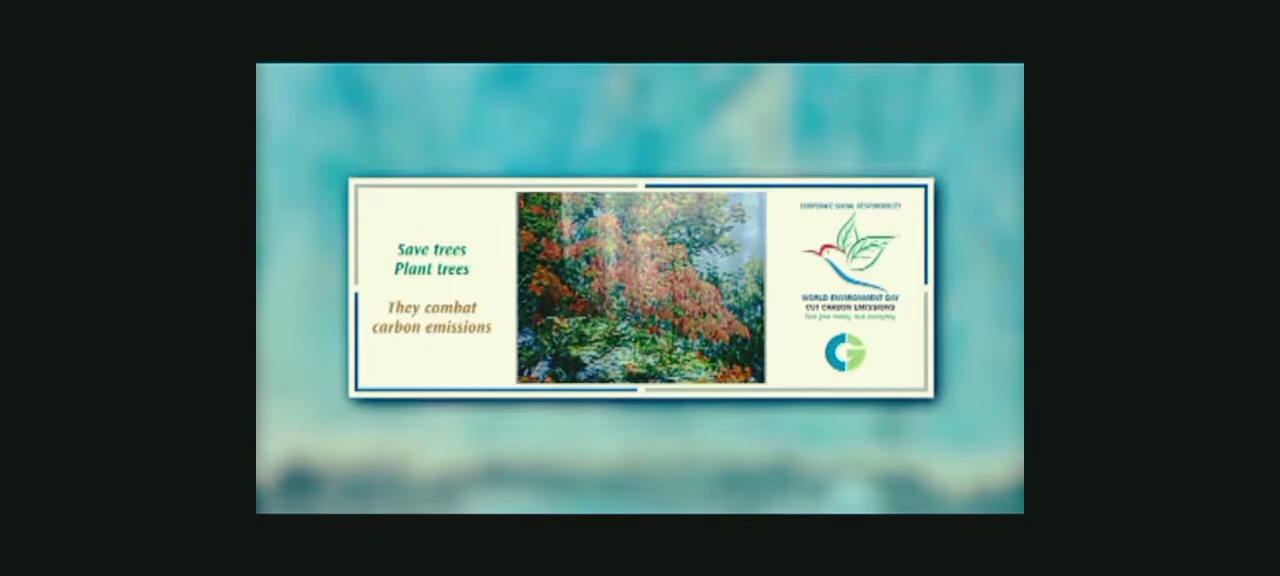 Save trees
Plant trees
They combat
carbon emissions
CORPORATE SOCIAL RESPONSIBILITY
WORLD ENVIRONMENT DAY
CUT CARBON EMISSIONS